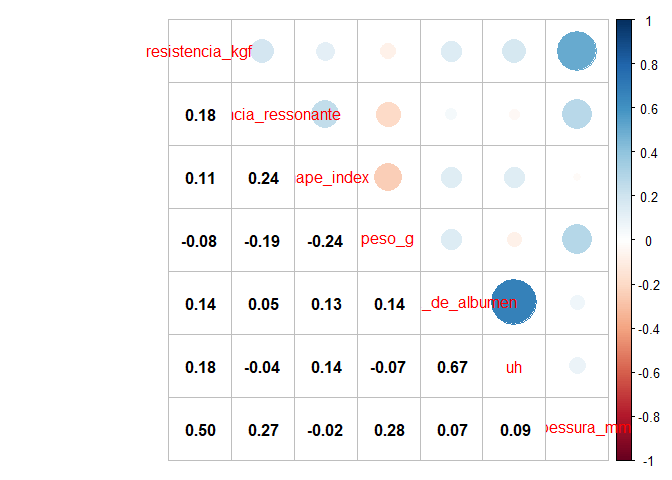 resistencia_kgf
0.18 ncia_ressonante
0.11 0.24 ape_index
-0.08 -0.19 -0.24 peso_g
0.14 0.05 0.13 0.14 _de_albumen
0.18 -0.04 0.14 -0.07 0.67 uh
0.50 0.27 -0.02 0.28 0.07 0.09 pessura_mm
1
0.8
0.6
0.4
0.2
0
-0.2
-0.4
-0.6
-0.8
-1